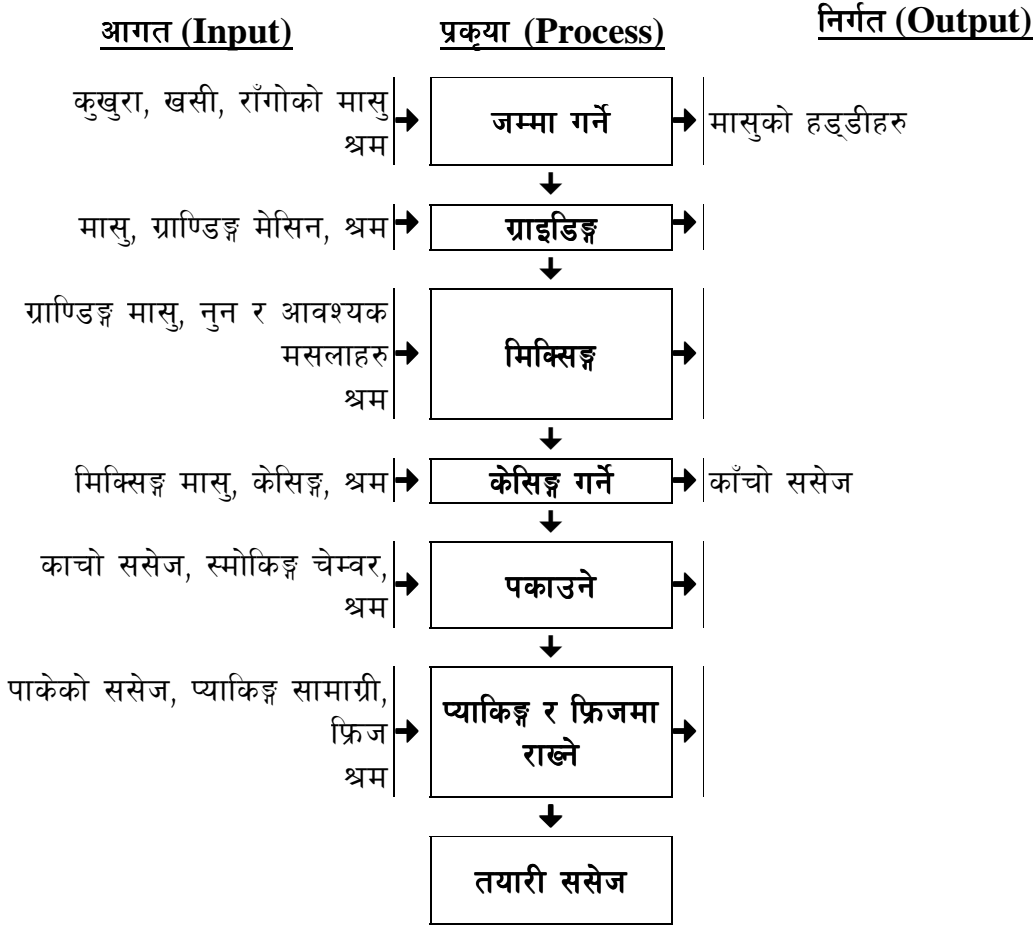 आगत (Input) प्रकृया (Process) निर्गत (Output)
कुखुरा, खसी, राँगोको मासु
श्रम
जम्मा गर्ने
मासुको हड्डीहरु
मासु, ग्राण्डिङ्ग मेसिन, श्रम
ग्राइडिङ्ग
ग्राण्डिङ्ग मासु, नुन र आवश्यक
मसलाहरु
श्रम
मिक्सिङ्ग
मिक्सिङ्ग मासु, केसिङ्ग, श्रम
केसिङ्ग गर्ने
काँचो ससेज
काचो ससेज, स्मोकिङ्ग चेम्वर,
श्रम
पकाउने
पाकेको ससेज, प्याकिङ्ग सामाग्री,
फ्रिज
श्रम
प्याकिङ्ग र फ्रिजमा
राख्ने
तयारी ससेज